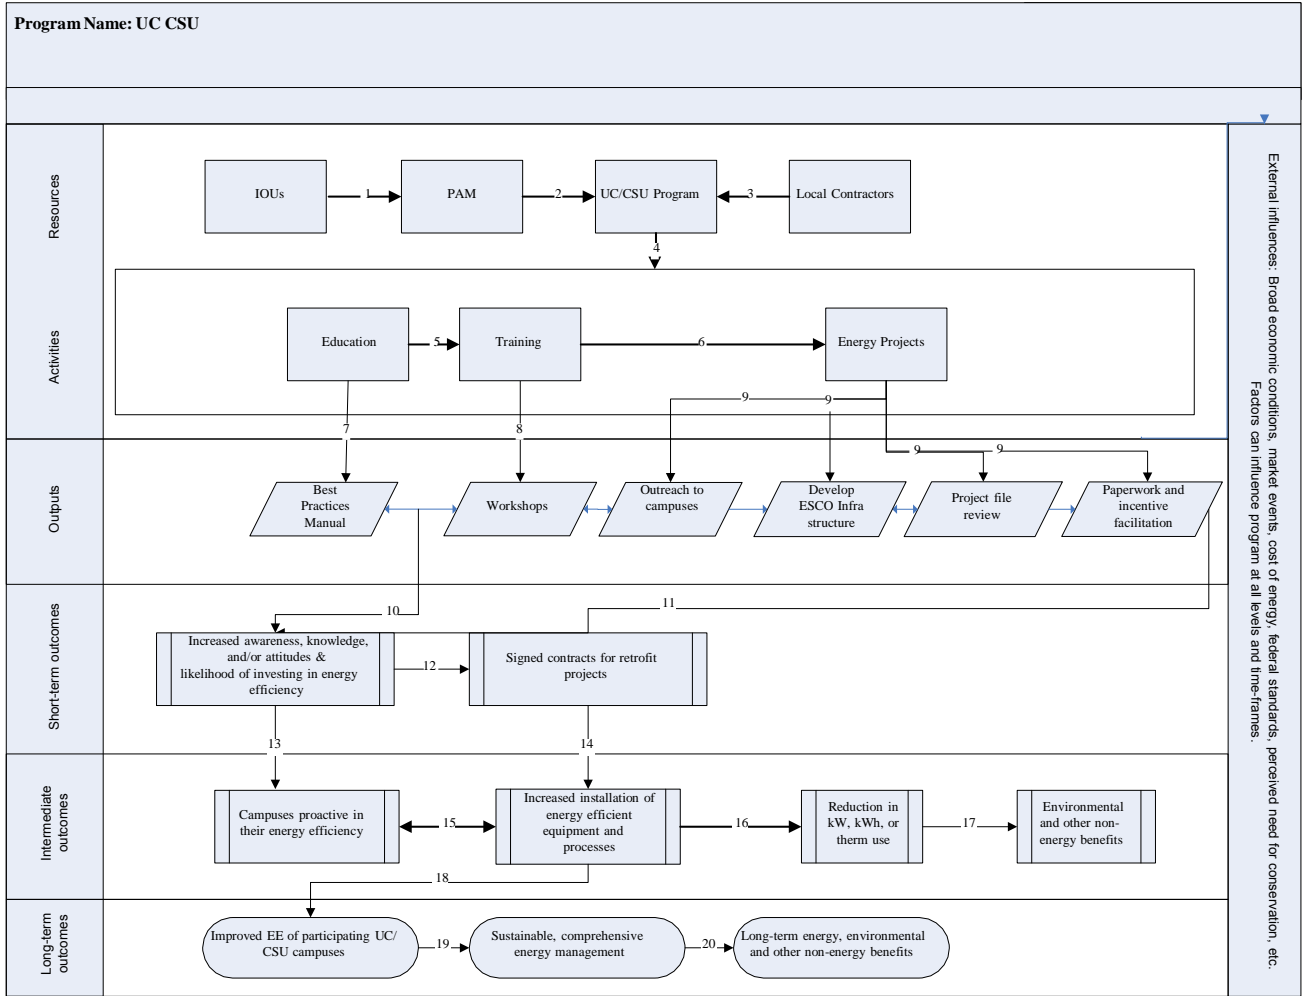 Program Name: UC CSU
Resources
IOUs
1
PAM
2
UC/CSU Program
3
Local Contractors
4
Activities
Education
5
Training
6
Energy Projects
7
8
9
9
9
9
Outputs
Best
Practices
Manual
Workshops
Outreach to
campuses
Develop
ESCO Infra
structure
Project file
review
Paperwork and
incentive
facilitation
10
11
Short-term outcomes
Increased awareness, knowledge,
and/or attitudes &
likelihood of investing in energy
efficiency
12
Signed contracts for retrofit
projects
13
14
Intermediate
outcomes
Campuses proactive in
their energy efficiency
15
Increased installation of
energy efficient
equipment and
processes
16
Reduction in
kW, kWh, or
therm use
17
Environmental
and other non-
energy benefits
18
Long-term
outcomes
Improved EE of participating UC/
CSU campuses
19
Sustainable, comprehensive
energy management
20
Long-term energy, environmental
and other non-energy benefits
External influences: Broad economic conditions, market events, cost of energy, federal standards, perceived need for conservation, etc.
Factors can influence program at all levels and time-frames.